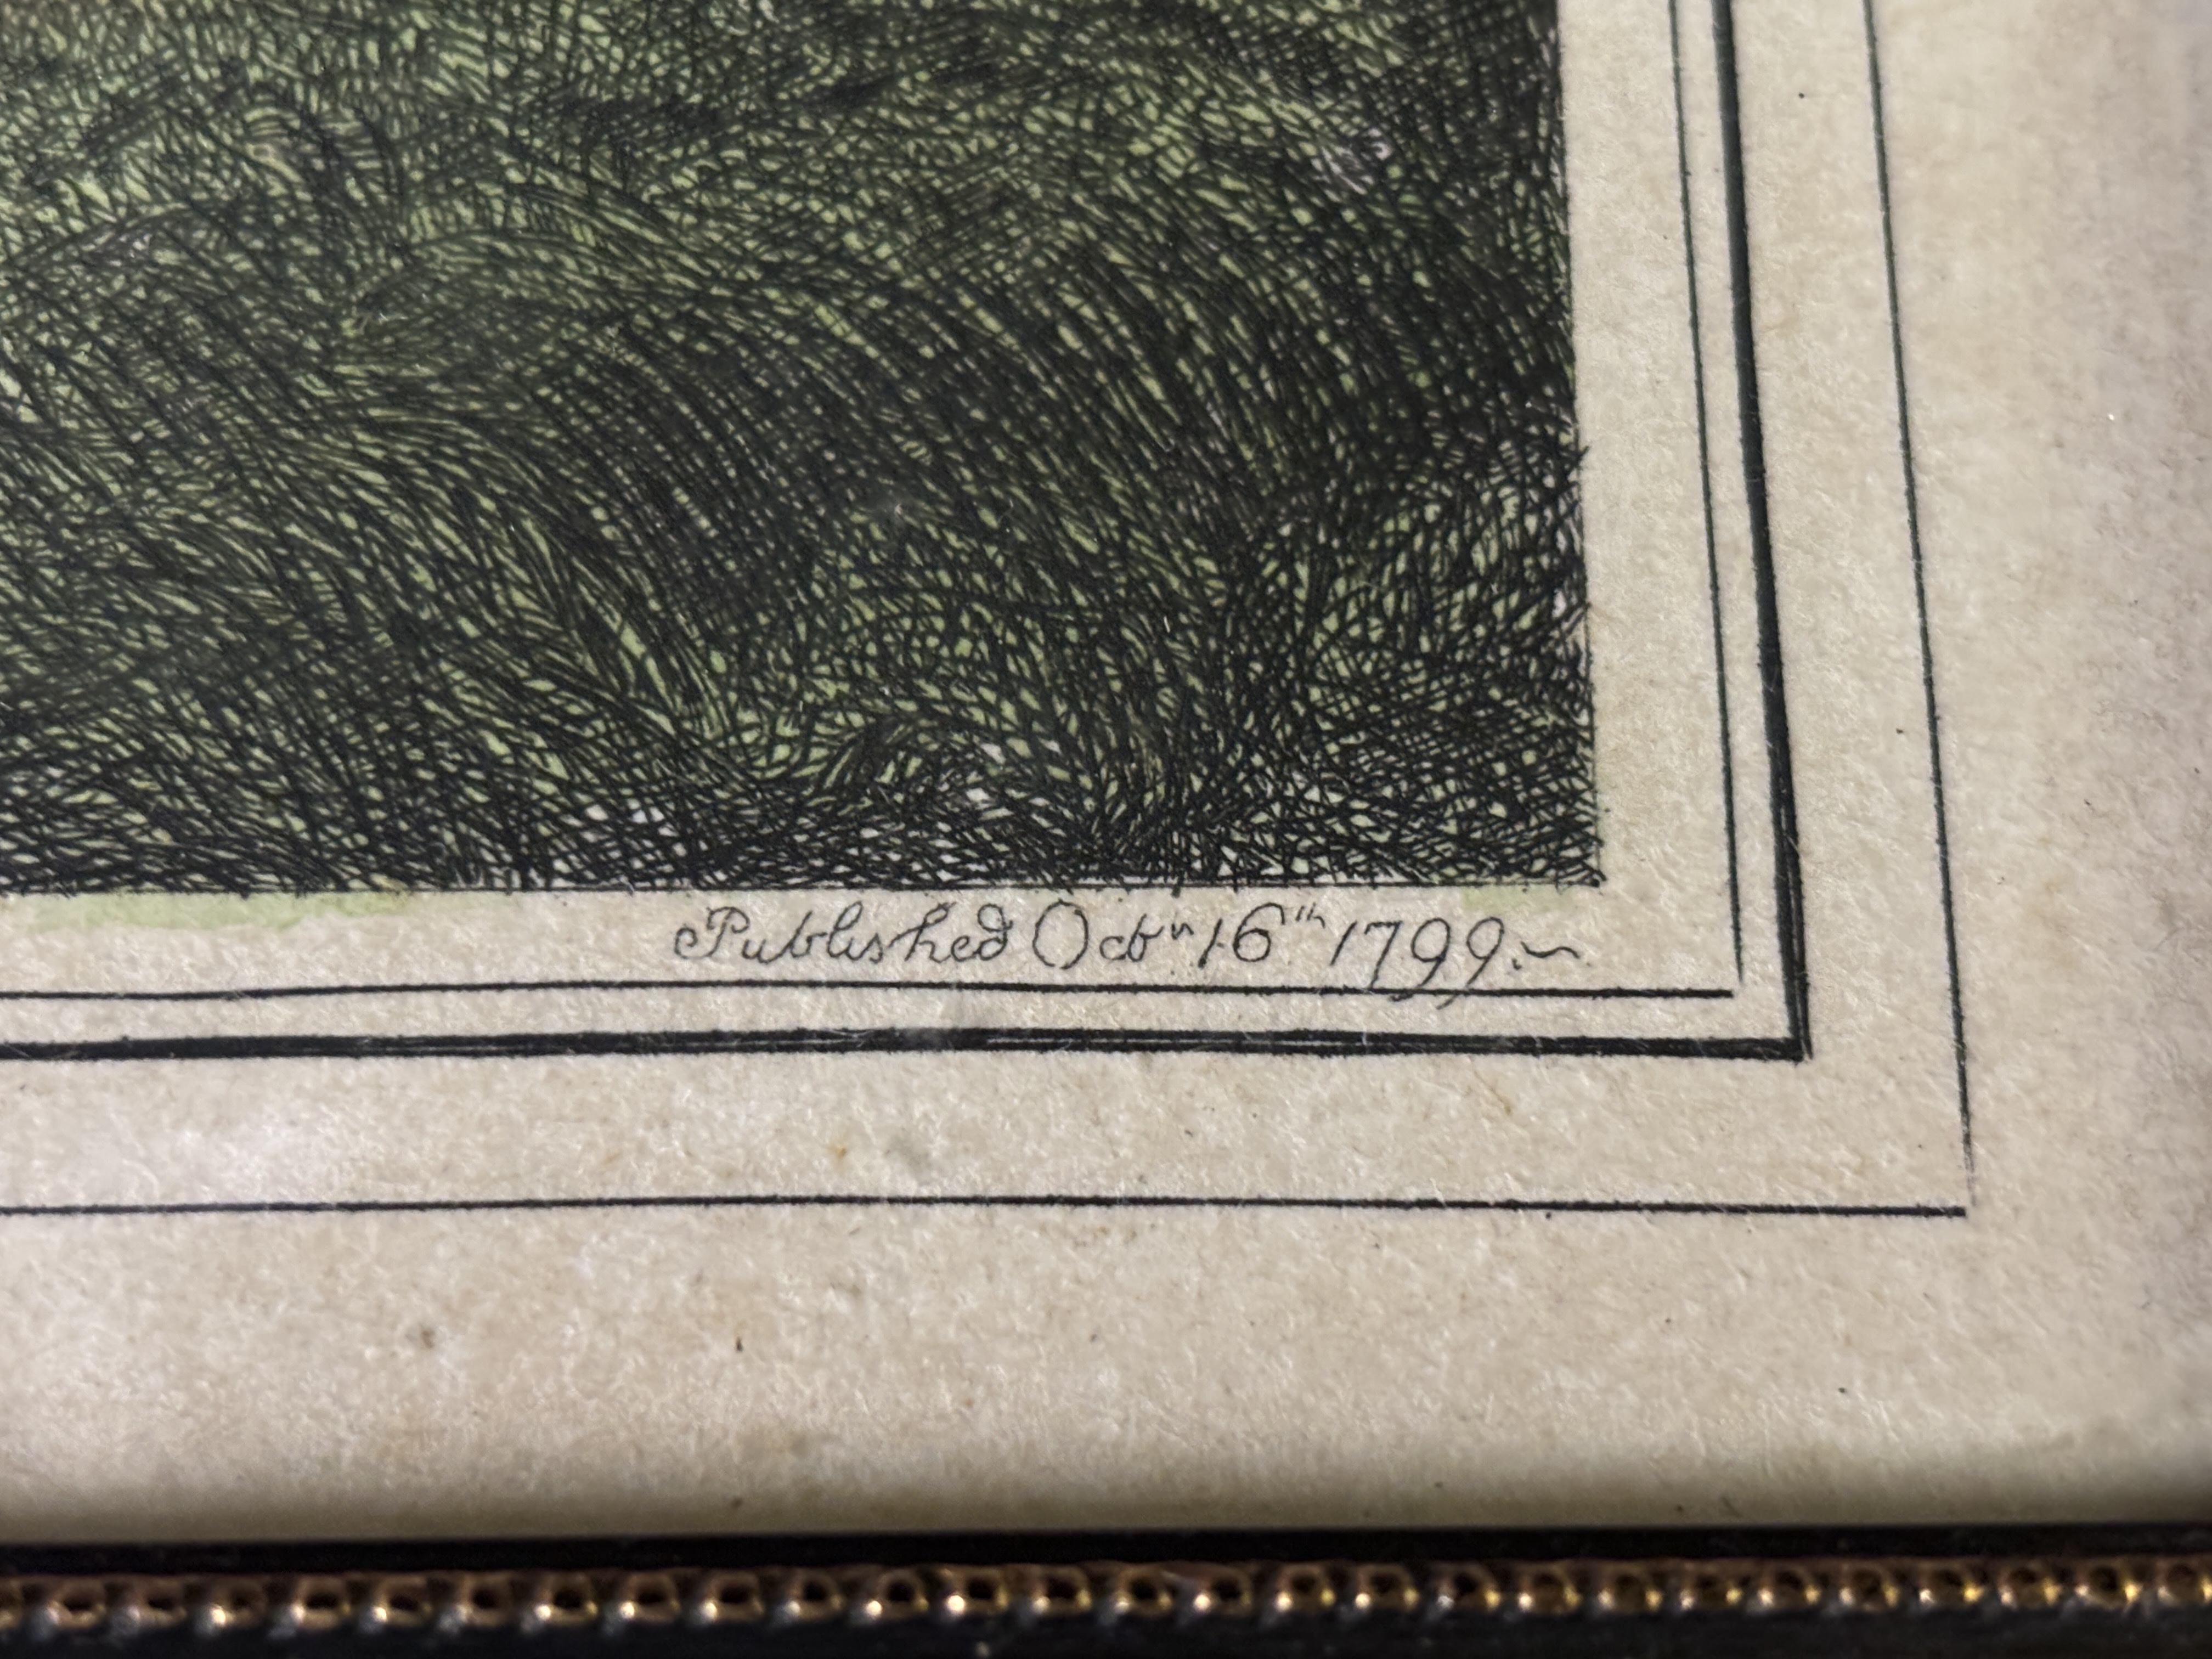 Published Octʳ 16ᵗʰ 1799.~